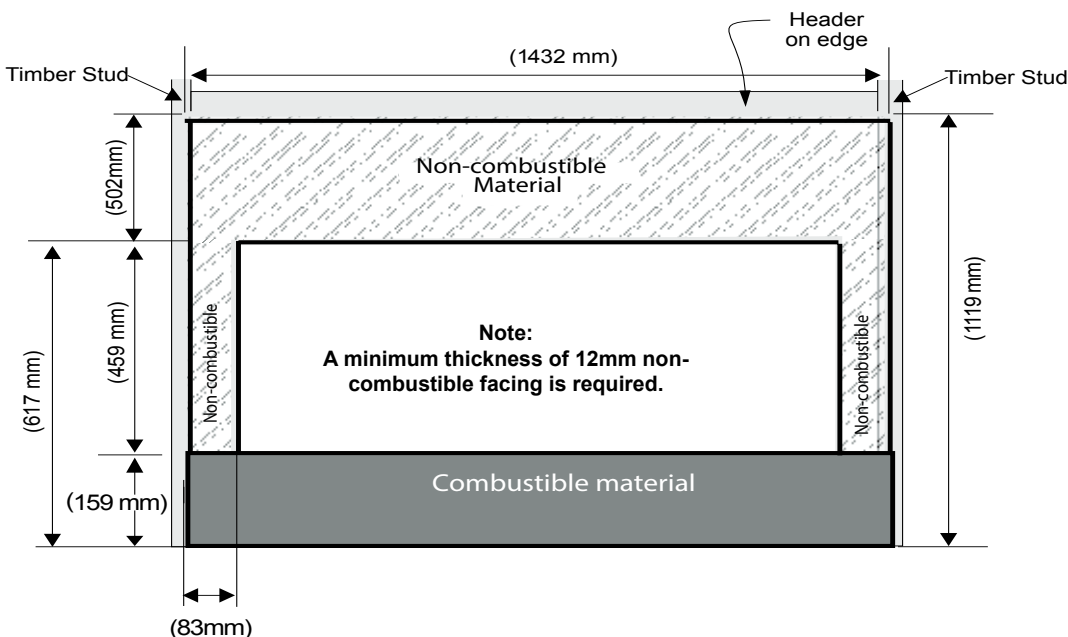 Header
on edge
(1432 mm)
Timber Stud
Timber Stud
Non-combustible
Material
(502mm)
(459 mm)
(617 mm)
(1119 mm)
Non-combustible
Non-combustible
Note:
A minimum thickness of 12mm non-
combustible facing is required.
Combustible material
(159 mm)
(83mm)